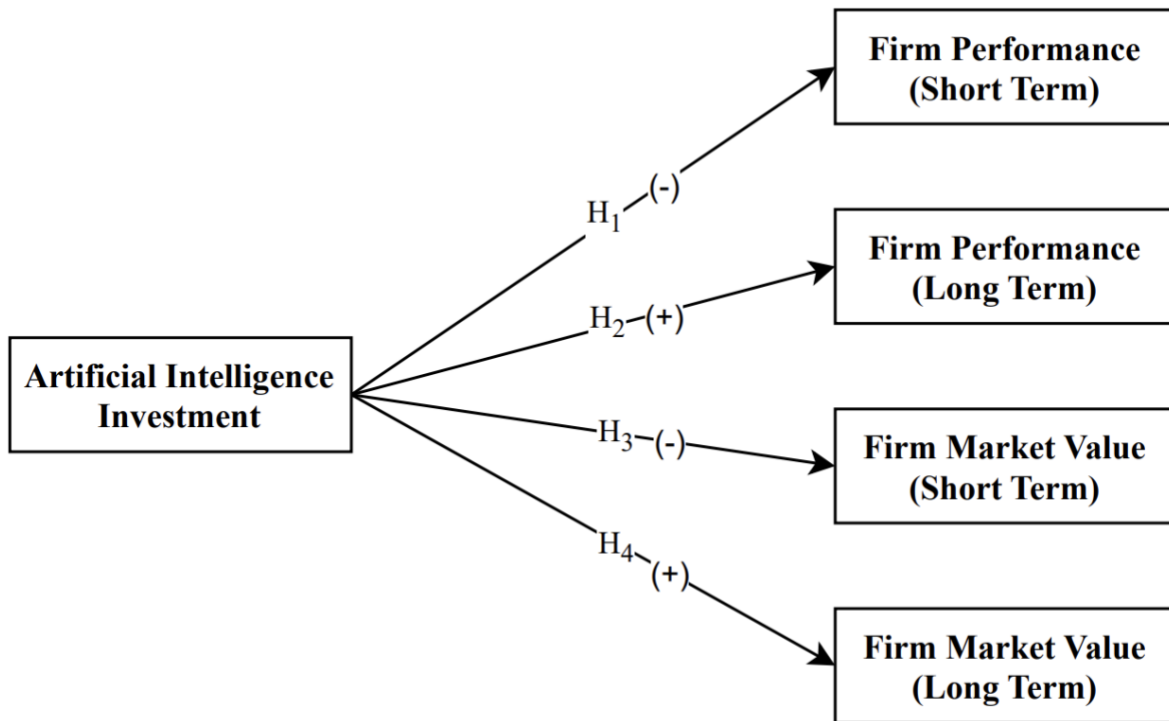 Firm Performance
(Short Term)
H₁ (-)
Firm Performance
(Long Term)
H₂ (+)
Artificial Intelligence
Investment
H₃ (-)
Firm Market Value
(Short Term)
H₄ (+)
Firm Market Value
(Long Term)